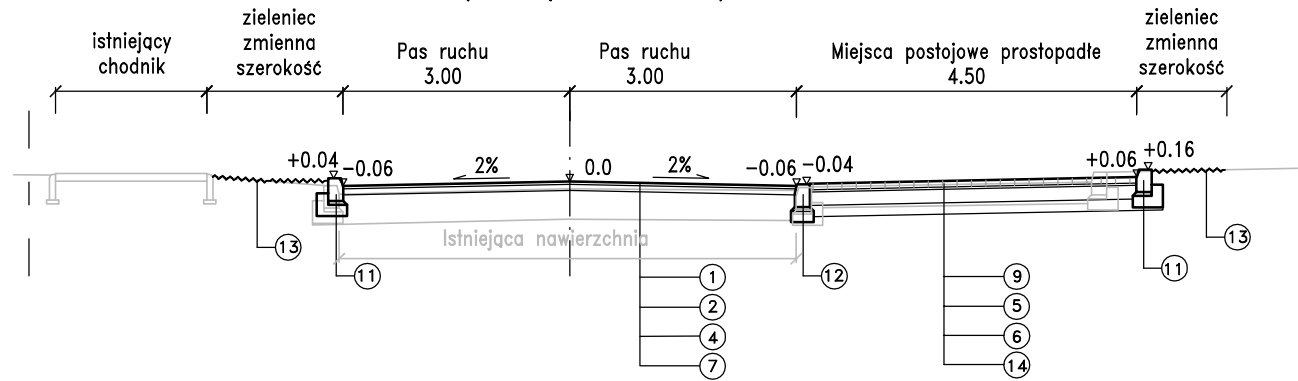 zieleniec
zmienna
szerokość
istniejący
chodnik
Pas ruchu
3.00
Pas ruchu
3.00
Miejsca postojowe prostopadłe
4.50
zieleniec
zmienna
szerokość
+0.04
-0.06
2%
0.0
2%
-0.06
-0.04
+0.06
+0.16
Istniejąca nawierzchnia
13
11
1
2
4
7
12
9
5
6
14
11
13